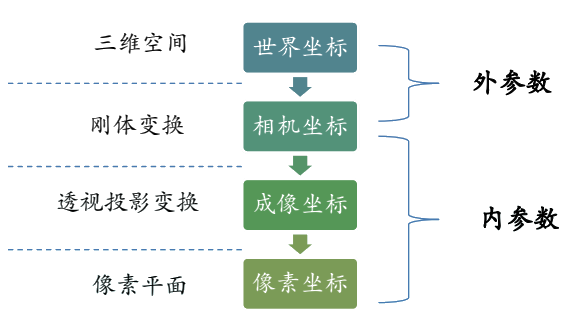 三维空间
世界坐标
外参数
刚体变换
相机坐标
透视投影变换
成像坐标
内参数
像素平面
像素坐标